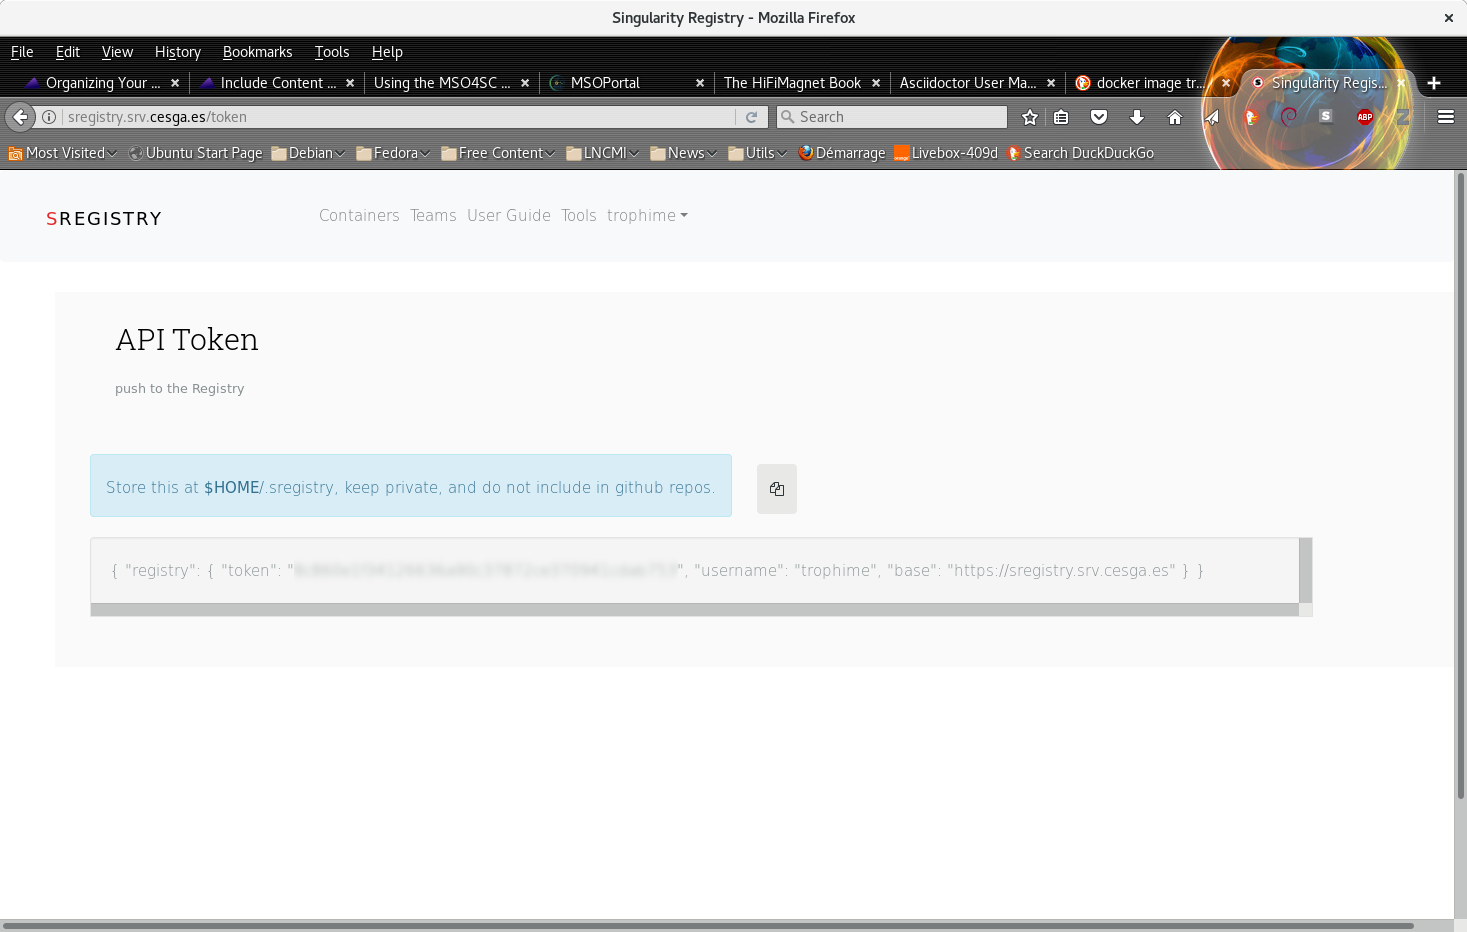 Singularity Registry - Mozilla Firefox
File Edit View History Bookmarks Tools Help
Organizing Your ... Include Content ... Using the MSO4SC ... MSOPortal The HiFiMagnet Book Asciidoctor User Ma... docker image tr... Singularity Regis...
sregistry.srv.cesga.es/token Search S ABP Z
Most Visited Ubuntu Start Page Debian Fedora Free Content LNCMI News Utils Démarrage Livebox-409d Search DuckDuckGo
SREGISTRY Containers Teams User Guide Tools trophime
API Token
push to the Registry
Store this at $HOME/.sregistry, keep private, and do not include in github repos.
{ "registry": { "token": "", "username": "trophime", "base": "https://sregistry.srv.cesga.es" } }